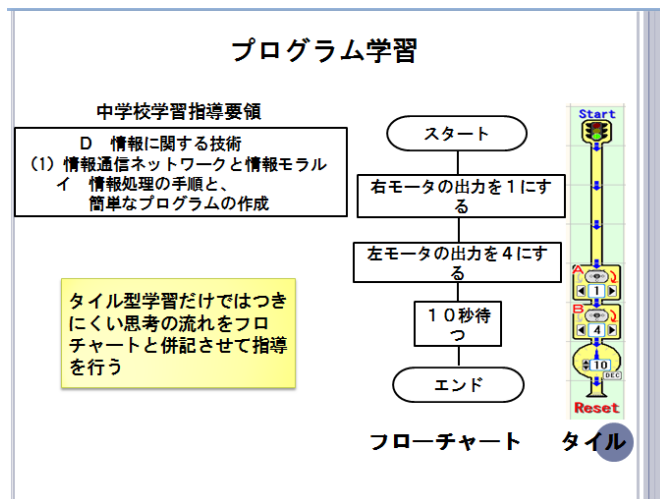 プログラム学習
中学校学習指導要領
D　情報に関する技術
（1）情報通信ネットワークと情報モラル
イ　情報処理の手順と、
簡単なプログラムの作成
タイル型学習だけではつき
にくい思考の流れをフロ
チャートと併記させて指導
を行う
スタート
右モータの出力を１にす
る
左モータの出力を４にす
る
１０秒待
つ
エンド
フローチャート
Start
A
1
B
4
10
DEC
Reset
タイル